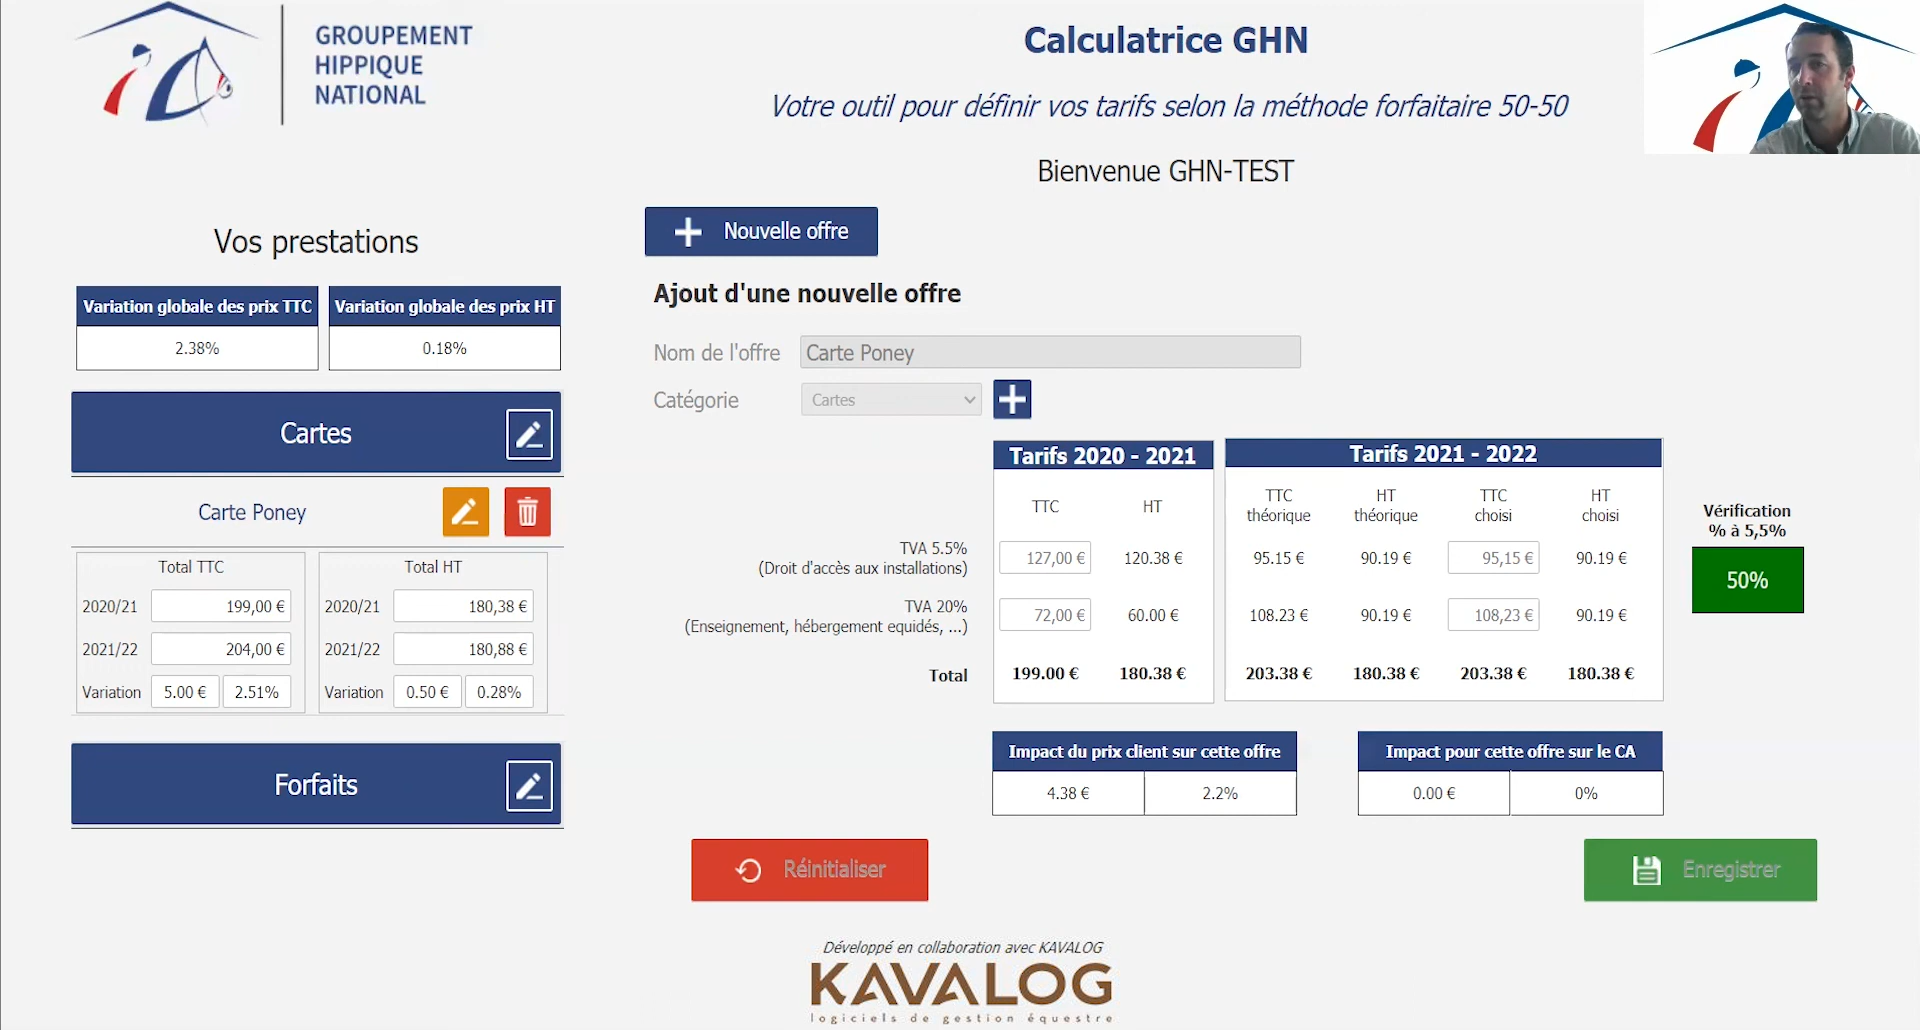 GROUPEMENT
HIPPIQUE
NATIONAL
Calculatrice GHN
Votre outil pour définir vos tarifs selon la méthode forfaitaire 50-50
Bienvenue GHN-TEST
Vos prestations
Variation globale des prix TTC
Variation globale des prix HT
2.38%
0.18%
Cartes
Carte Poney
Total TTC
Total HT
2020/21 199,00 €
2020/21 180,38 €
2021/22 204,00 €
2021/22 180,88 €
Variation 5.00 € 2.51%
Variation 0.50 € 0.28%
Forfaits
Nouvelle offre
Ajout d'une nouvelle offre
Nom de l'offre Carte Poney
Catégorie Cartes
Tarifs 2020 - 2021
Tarifs 2021 - 2022
TTC HT
TTC théorique
HT théorique
TTC choisi
HT choisi
TVA 5.5%
(Droit d'accès aux installations)
127,00 € 120.38 € 95.15 € 90.19 € 95,15 € 90.19 €
TVA 20%
(Enseignement, hébergement equidés, ...)
72,00 € 60.00 € 108.23 € 90.19 € 108,23 € 90.19 €
Total 199.00 € 180.38 € 203.38 € 180.38 € 203.38 € 180.38 €
Vérification
% à 5,5%
50%
Impact du prix client sur cette offre
4.38 € 2.2%
Impact pour cette offre sur le CA
0.00 € 0%
Réinitialiser
Enregistrer
Développé en collaboration avec KAVALOG
KAVALOG
logiciels de gestion équestre